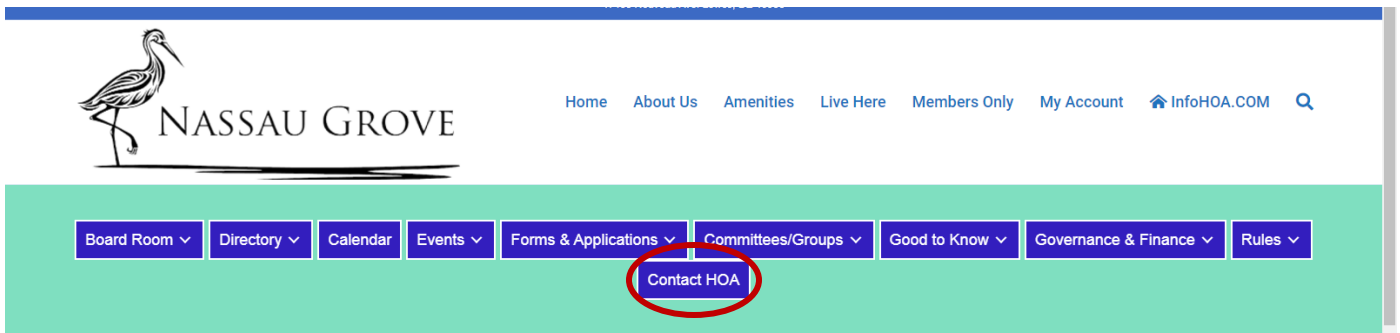 NASSAU GROVE
Home About Us Amenities Live Here Members Only My Account InfoHOA.COM
Board Room Directory Calendar Events Forms & Applications Committees/Groups Good to Know Governance & Finance Rules
Contact HOA